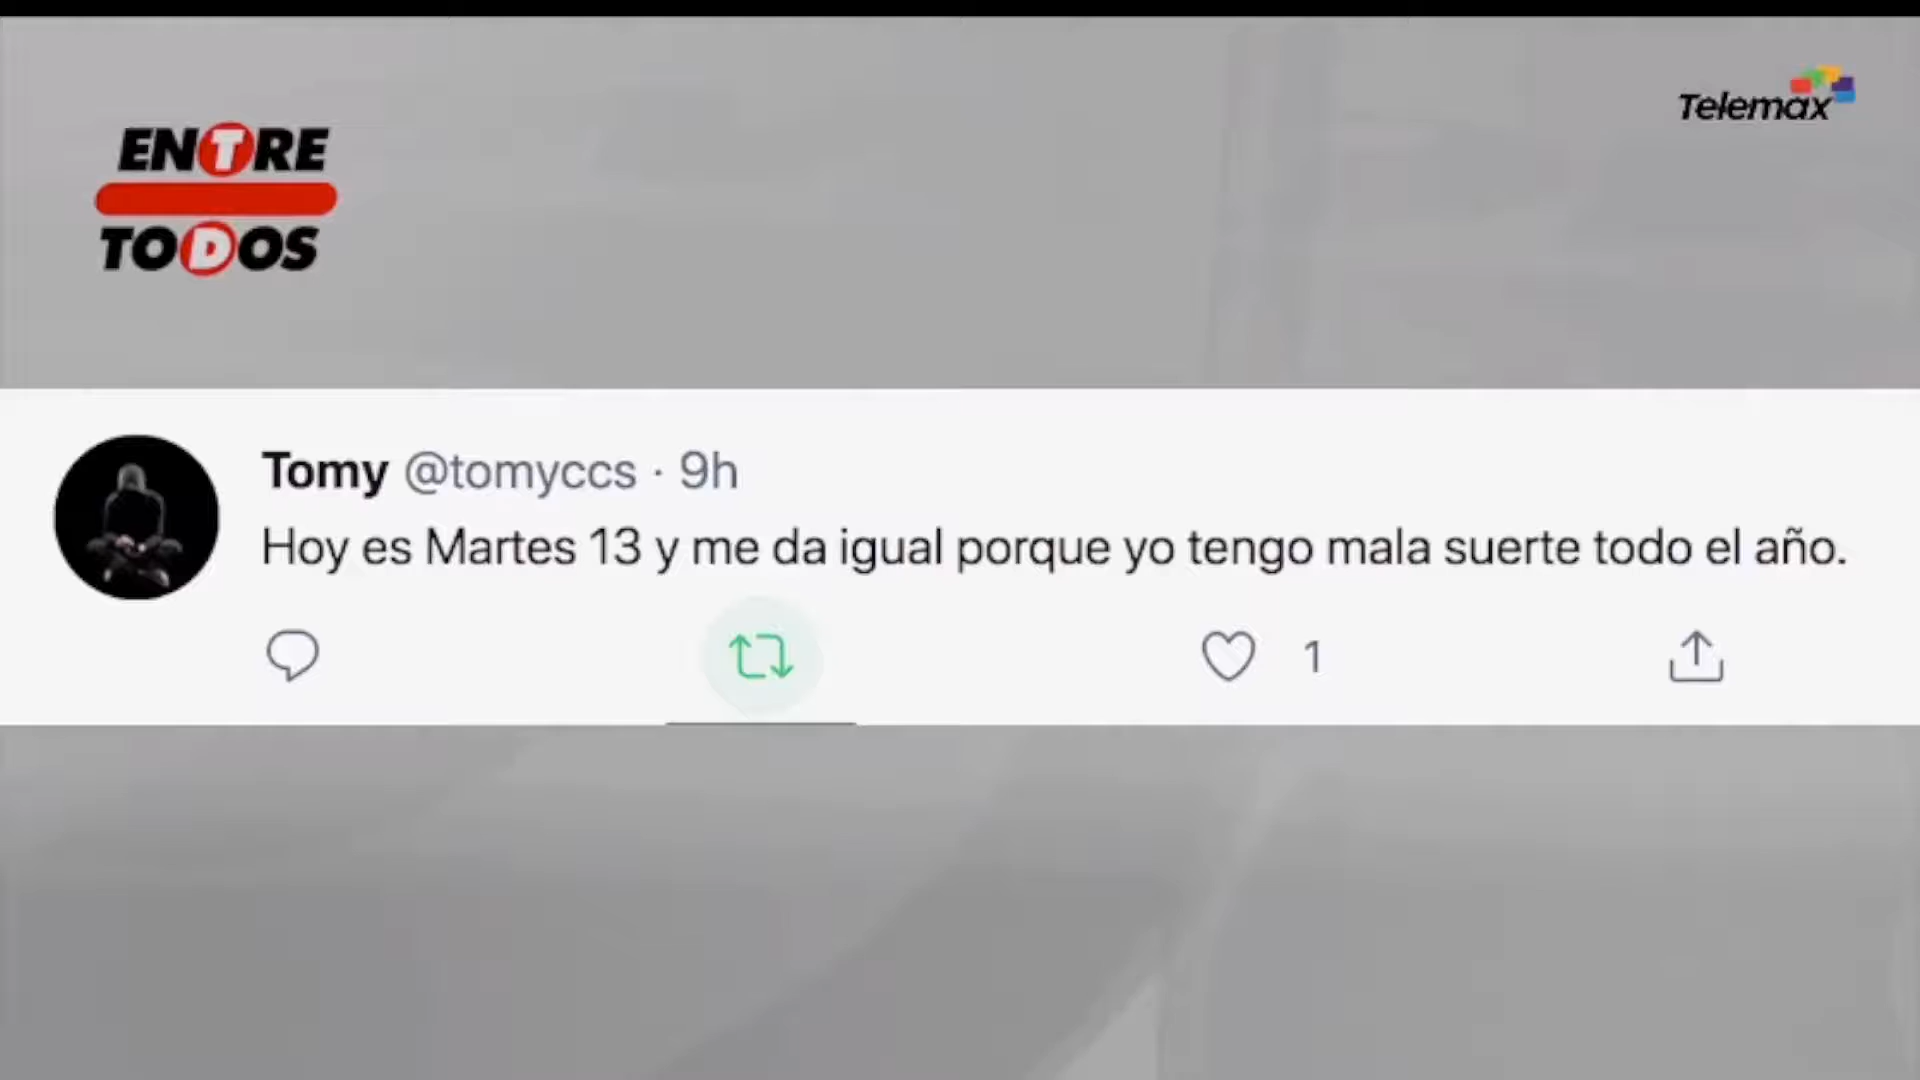 Telemax
ENTRE
TODOS
Tomy @tomyccs · 9h
Hoy es Martes 13 y me da igual porque yo tengo mala suerte todo el año.
1